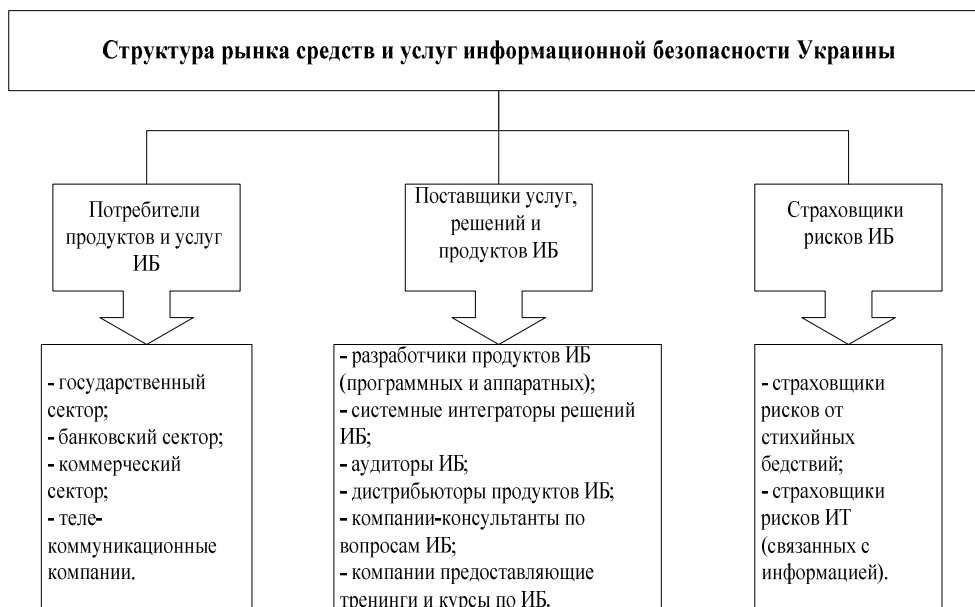 Структура рынка средств и услуг информационной безопасности Украины
Потребители
продуктов и услуг
ИБ
Поставщики услуг,
решений и
продуктов ИБ
Страховщики
рисков ИБ
- государственный
сектор;
- банковский сектор;
- коммерческий
сектор;
- теле-
коммуникационные
компании.
- разработчики продуктов ИБ
(программных и аппаратных);
- системные интеграторы решений
ИБ;
- аудиторы ИБ;
- дистрибьюторы продуктов ИБ;
- компании-консультанты по
вопросам ИБ;
- компании предоставляющие
тренинги и курсы по ИБ.
- страховщики
рисков от
стихийных
бедствий;
- страховщики
рисков ИТ
(связанных с
информацией).